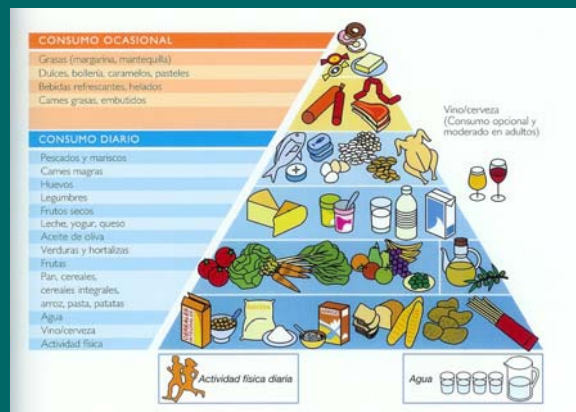 CONSUMO OCASIONAL
Grasas (margarina, mantequilla)
Dulces, bollería, caramelos, pasteles
Bebidas refrescantes, helados
Carnes grasas, embutidos
CONSUMO DIARIO
Pescados y mariscos
Carnes magras
Huevos
Legumbres
Frutos secos
Leche, yogur, queso
Aceite de oliva
Verduras y hortalizas
Frutas
Pan, cereales,
cereales integrales,
arroz, pasta, patatas
Agua
Vino/cerveza
Actividad física
Vino/cerveza
(Consumo opcional y
moderado en adultos)
CEREALES
Actividad física diaria
Agua